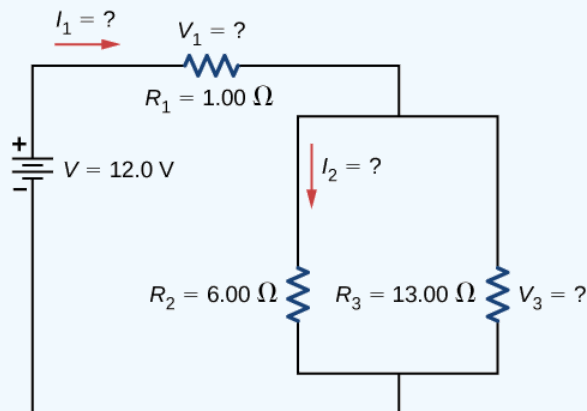 I₁ = ?
V₁ = ?
R₁ = 1.00 Ω
+
V = 12.0 V
−
I₂ = ?
R₂ = 6.00 Ω
R₃ = 13.00 Ω
V₃ = ?